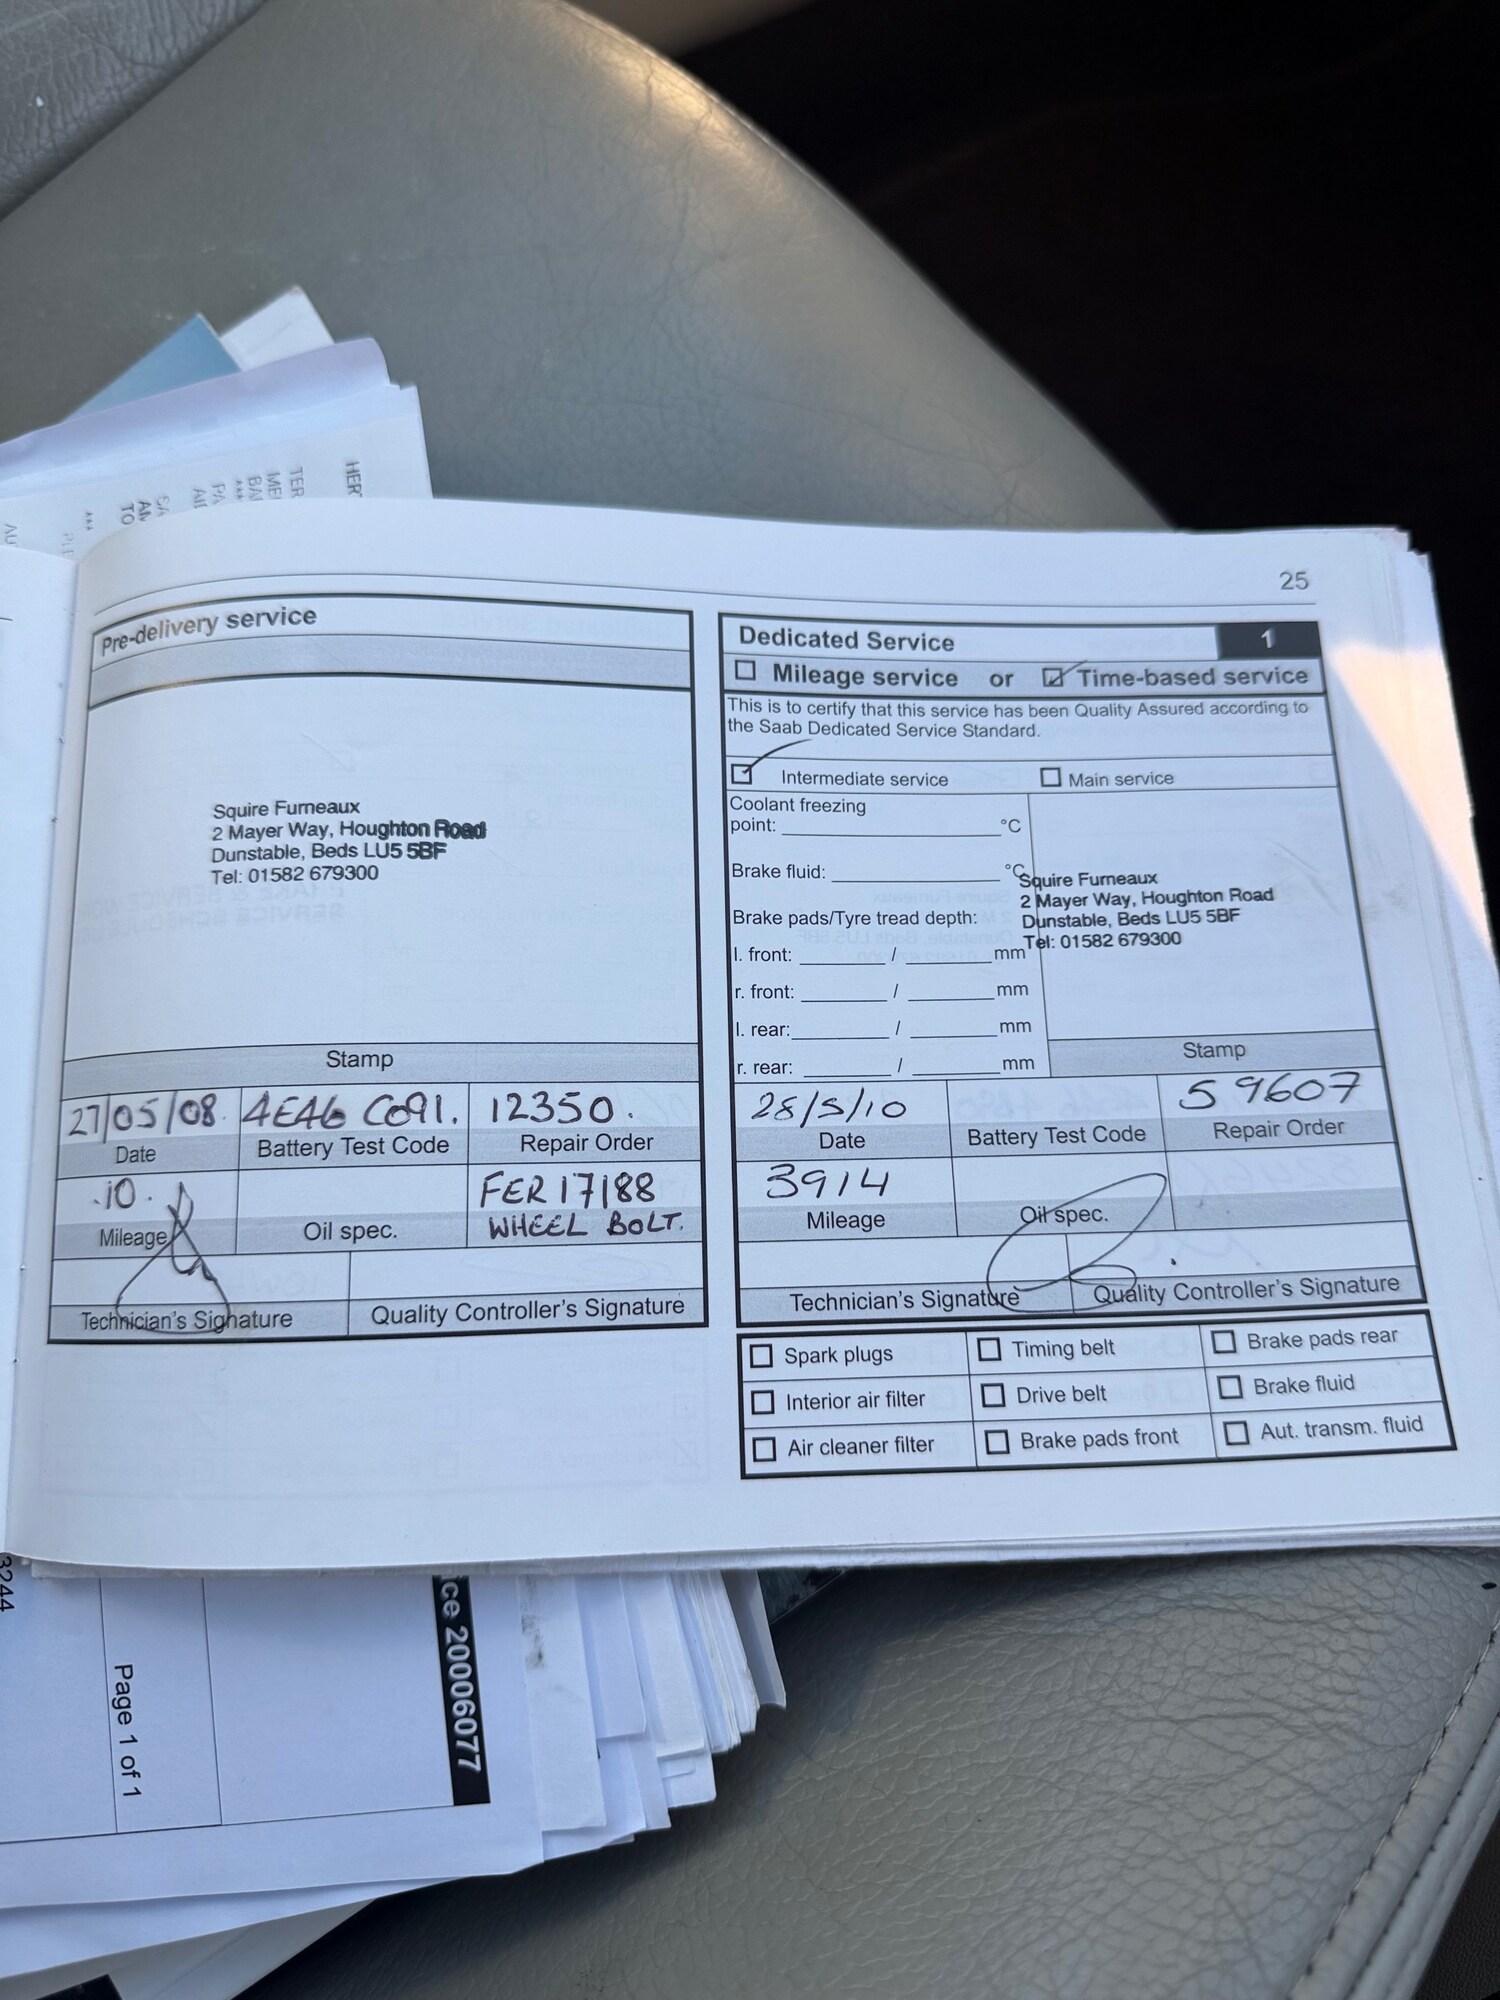 HER
TER
25
Pre-delivery service
Squire Furneaux
2 Mayer Way, Houghton Road
Dunstable, Beds LU5 5BF
Tel: 01582 679300
Stamp
27/05/08. 4EA6 C091. 12350.
Date Battery Test Code Repair Order
.10. FER 17188
Mileage Oil spec. WHEEL BOLT.
Technician's Signature Quality Controller's Signature
Dedicated Service 1
Mileage service or Time-based service
This is to certify that this service has been Quality Assured according to
the Saab Dedicated Service Standard.
Intermediate service Main service
Coolant freezing
point: °C
Brake fluid: °C
Brake pads/Tyre tread depth:
l. front: / mm
r. front: / mm
l. rear: / mm
r. rear: / mm
Squire Furneaux
2 Mayer Way, Houghton Road
Dunstable, Beds LU5 5BF
Tel: 01582 679300
Stamp
28/5/10 59607
Date Battery Test Code Repair Order
3914
Mileage Oil spec.
Technician's Signature Quality Controller's Signature
Spark plugs Timing belt Brake pads rear
Interior air filter Drive belt Brake fluid
Air cleaner filter Brake pads front Aut. transm. fluid
3244
Page 1 of 1
ce 20006077